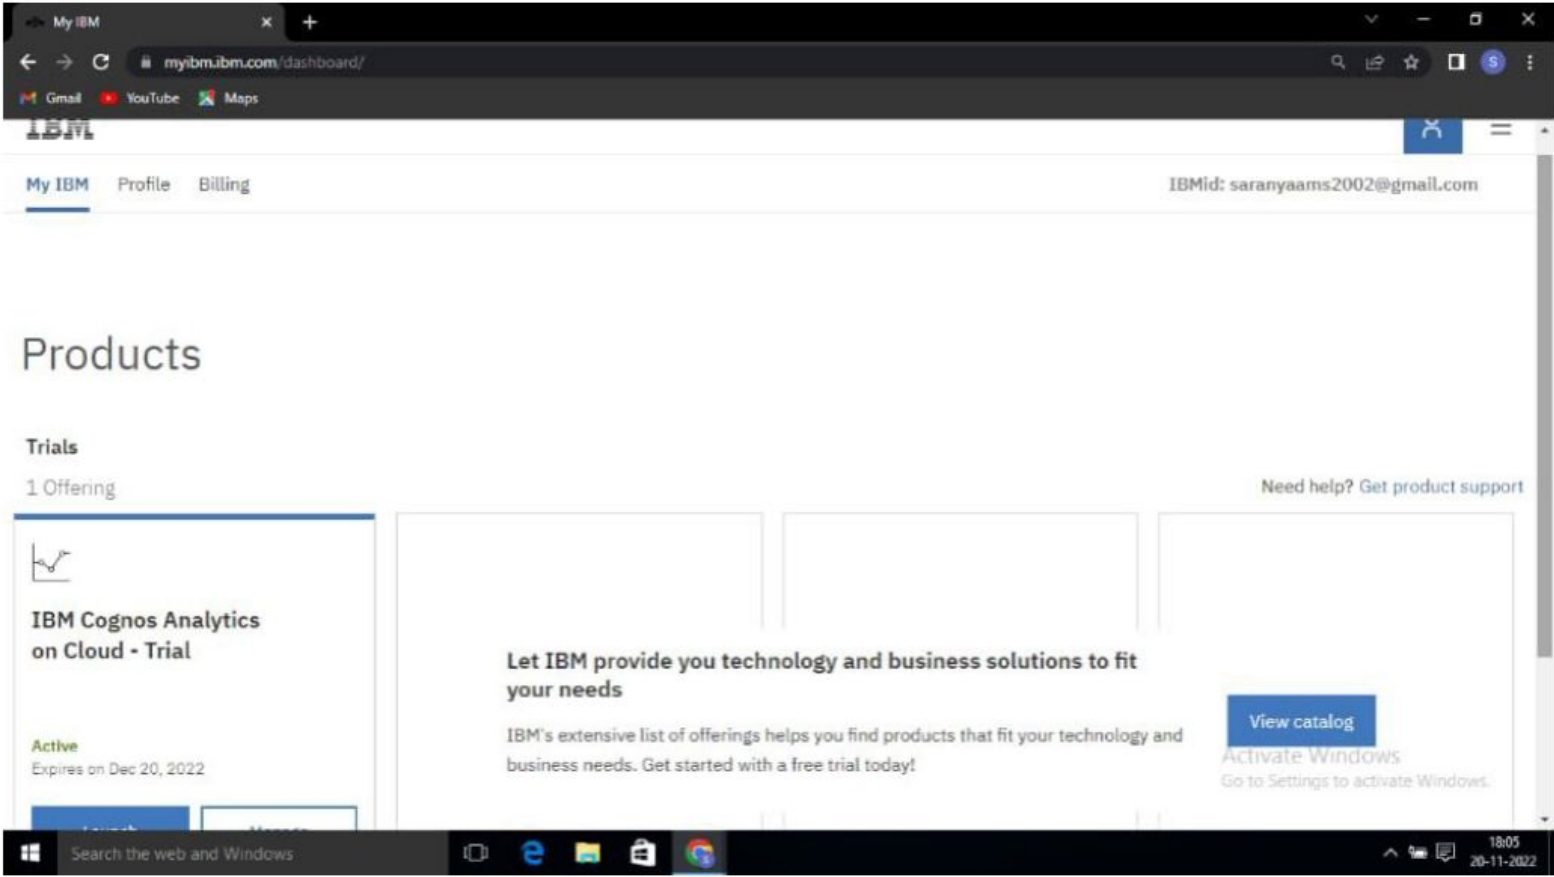 My IBM
myibm.ibm.com/dashboard/
S
Gmail YouTube Maps
IBM
My IBM Profile Billing
IBMid: saranyaams2002@gmail.com
Products
Trials
1 Offering
Need help? Get product support
IBM Cognos Analytics
on Cloud - Trial
Active
Expires on Dec 20, 2022
Launch Manage
Let IBM provide you technology and business solutions to fit
your needs
IBM's extensive list of offerings helps you find products that fit your technology and
business needs. Get started with a free trial today!
View catalog
Activate Windows
Go to Settings to activate Windows.
Search the web and Windows
18:05
20-11-2022